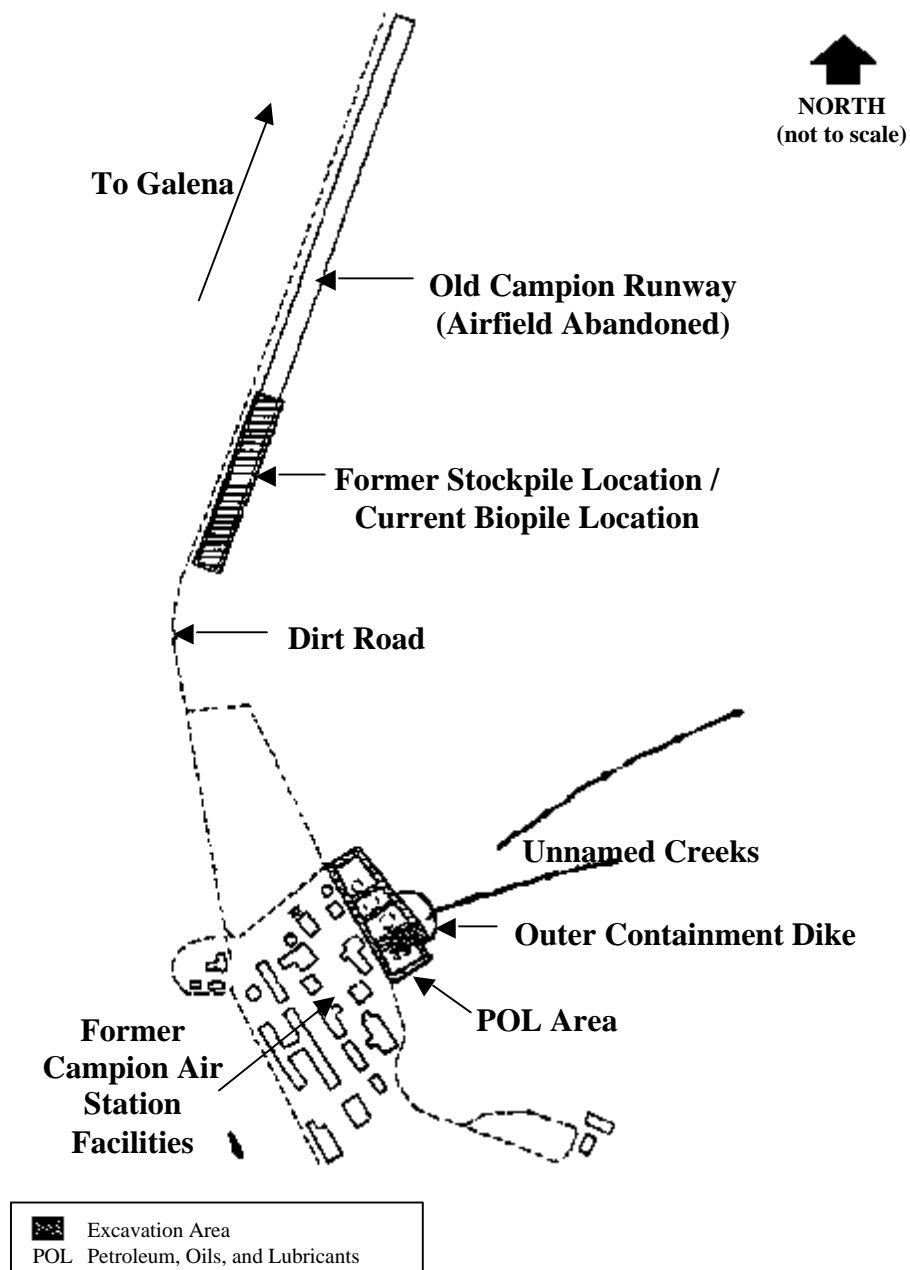 NORTH
(not to scale)
To Galena
Old Campion Runway
(Airfield Abandoned)
Former Stockpile Location /
Current Biopile Location
Dirt Road
Unnamed Creeks
Outer Containment Dike
POL Area
Former
Campion Air
Station
Facilities
Excavation Area
POL Petroleum, Oils, and Lubricants